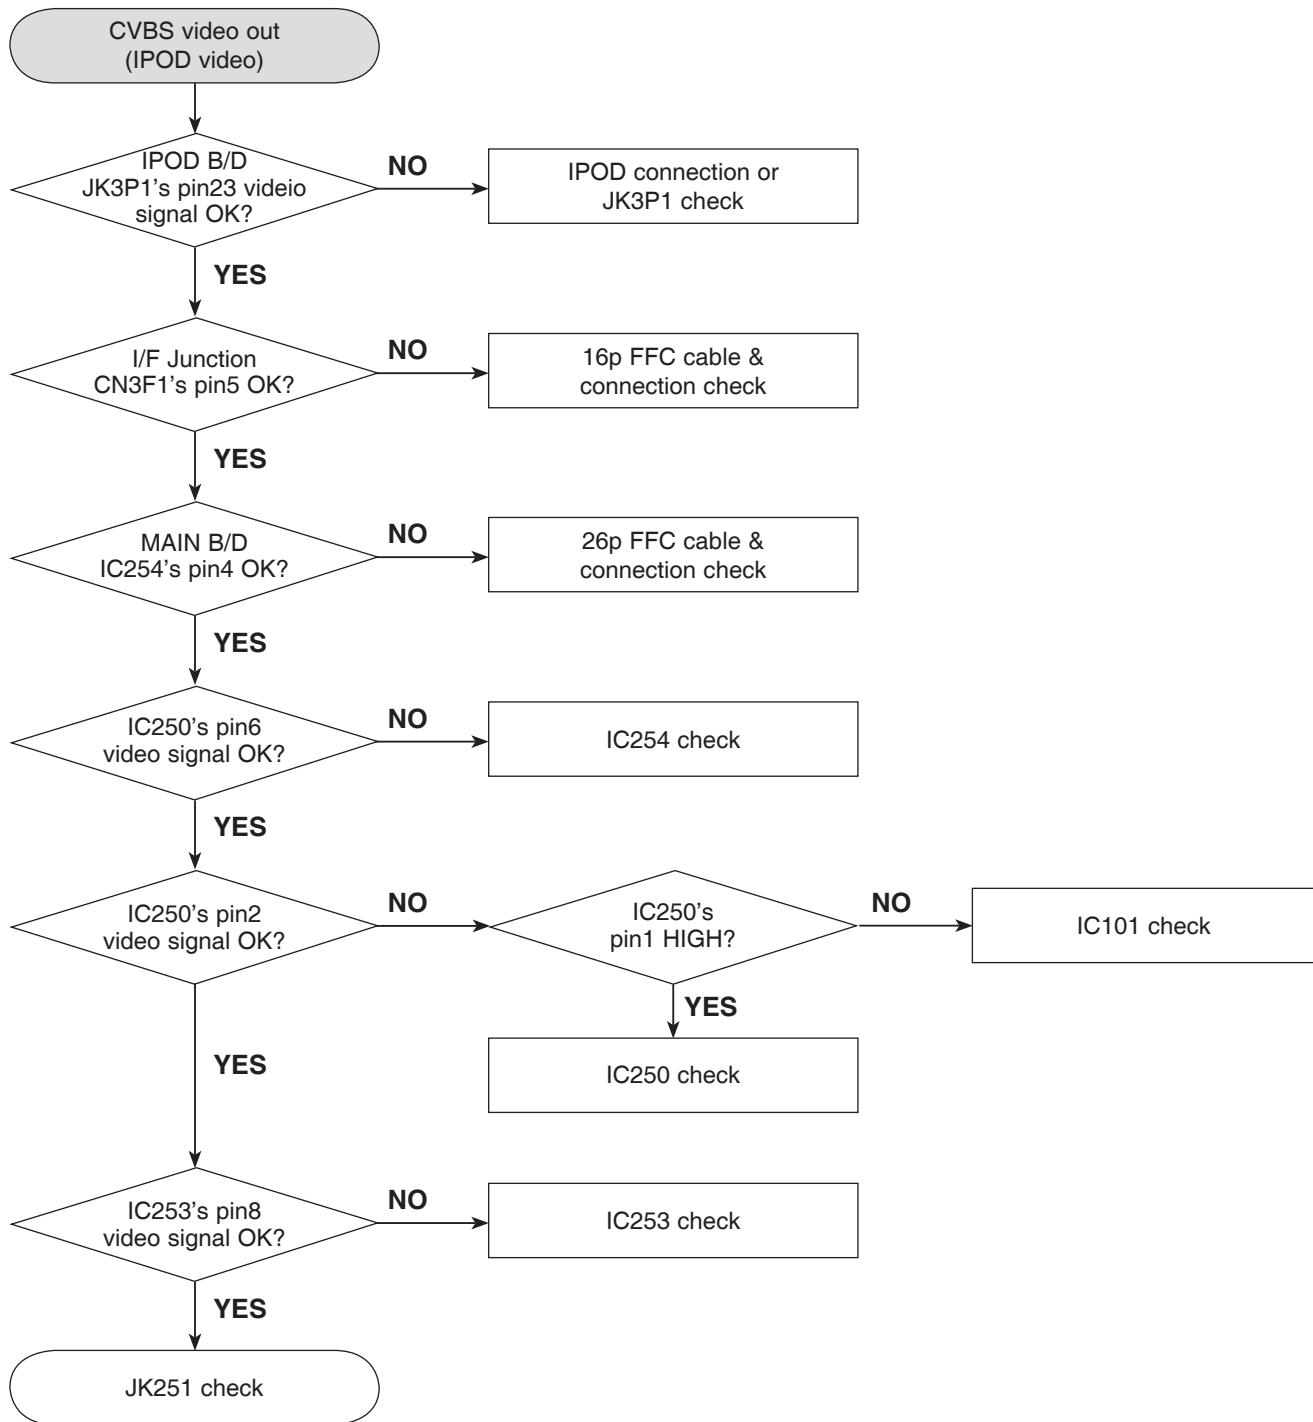 CVBS video out
(IPOD video)
IPOD B/D
JK3P1's pin23 videio
signal OK?
NO
IPOD connection or
JK3P1 check
YES
I/F Junction
CN3F1's pin5 OK?
NO
16p FFC cable &
connection check
YES
MAIN B/D
IC254's pin4 OK?
NO
26p FFC cable &
connection check
YES
IC250's pin6
video signal OK?
NO
IC254 check
YES
IC250's pin2
video signal OK?
NO
IC250's
pin1 HIGH?
NO
IC101 check
YES
IC250 check
YES
IC253's pin8
video signal OK?
NO
IC253 check
YES
JK251 check